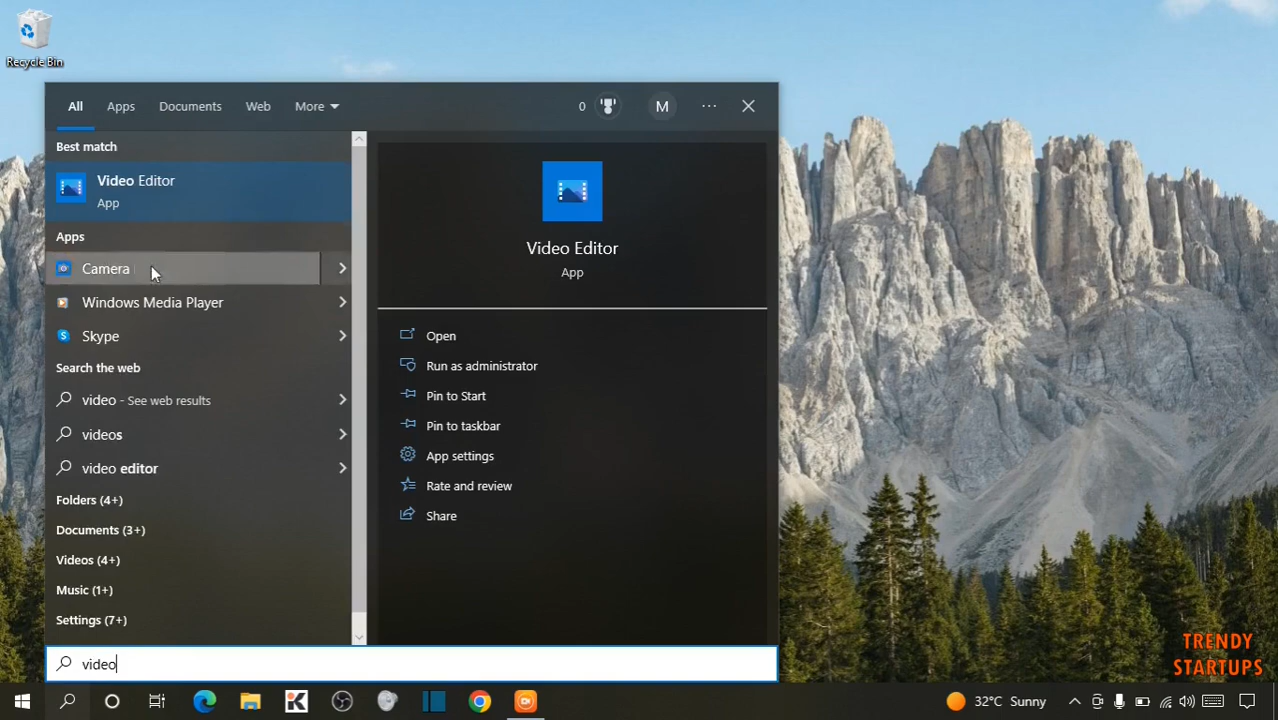 Recycle Bin
All
Apps
Documents
Web
More
0
M
Best match
Video Editor
App
Apps
Camera
Windows Media Player
Skype
Search the web
video - See web results
videos
video editor
Folders (4+)
Documents (3+)
Videos (4+)
Music (1+)
Settings (7+)
Video Editor
App
Open
Run as administrator
Pin to Start
Pin to taskbar
App settings
Rate and review
Share
video
TRENDY
STARTUPS
32°C Sunny